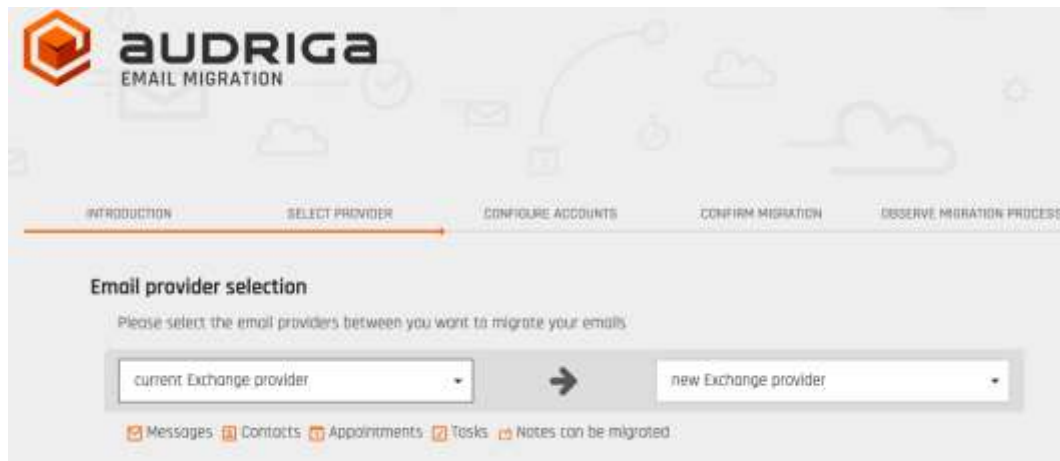 audriga
EMAIL MIGRATION
INTRODUCTION SELECT PROVIDER CONFIGURE ACCOUNTS CONFIRM MIGRATION OBSERVE MIGRATION PROCESS
Email provider selection
Please select the email providers between you want to migrate your emails
current Exchange provider new Exchange provider
Messages Contacts Appointments Tasks Notes can be migrated